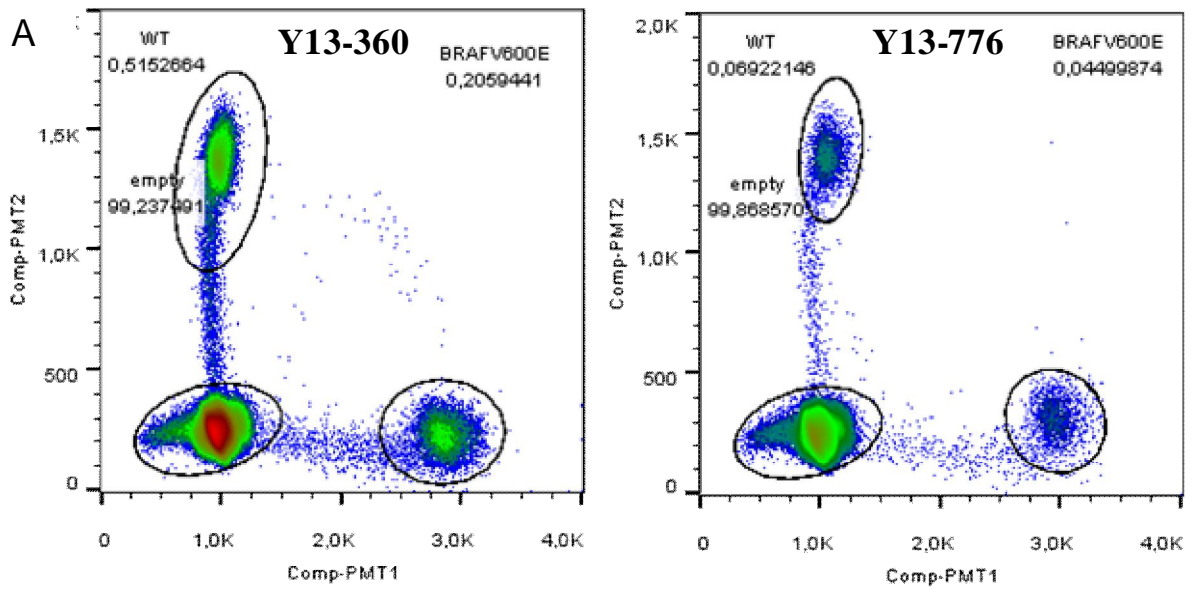 A
Y13-360
WT
0,5152664
BRAFV600E
0,2059441
empty
99,237491
Comp-PMT2
1,5K
1,0K
500
0
0
1,0K
2,0K
3,0K
4,0K
Comp-PMT1
Y13-776
WT
0,06922146
BRAFV600E
0,04499874
empty
99,868570
Comp-PMT2
2,0K
1,5K
1,0K
500
0
0
1,0K
2,0K
3,0K
4,0K
Comp-PMT1